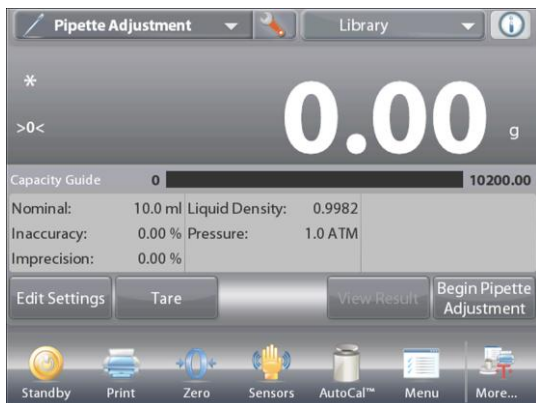 Pipette Adjustment Library
*
>0< 0.00 g
Capacity Guide 0 10200.00
Nominal: 10.0 ml Liquid Density: 0.9982
Inaccuracy: 0.00 % Pressure: 1.0 ATM
Imprecision: 0.00 %
Edit Settings Tare View Result Begin Pipette
Adjustment
Standby Print Zero Sensors AutoCal™ Menu More...